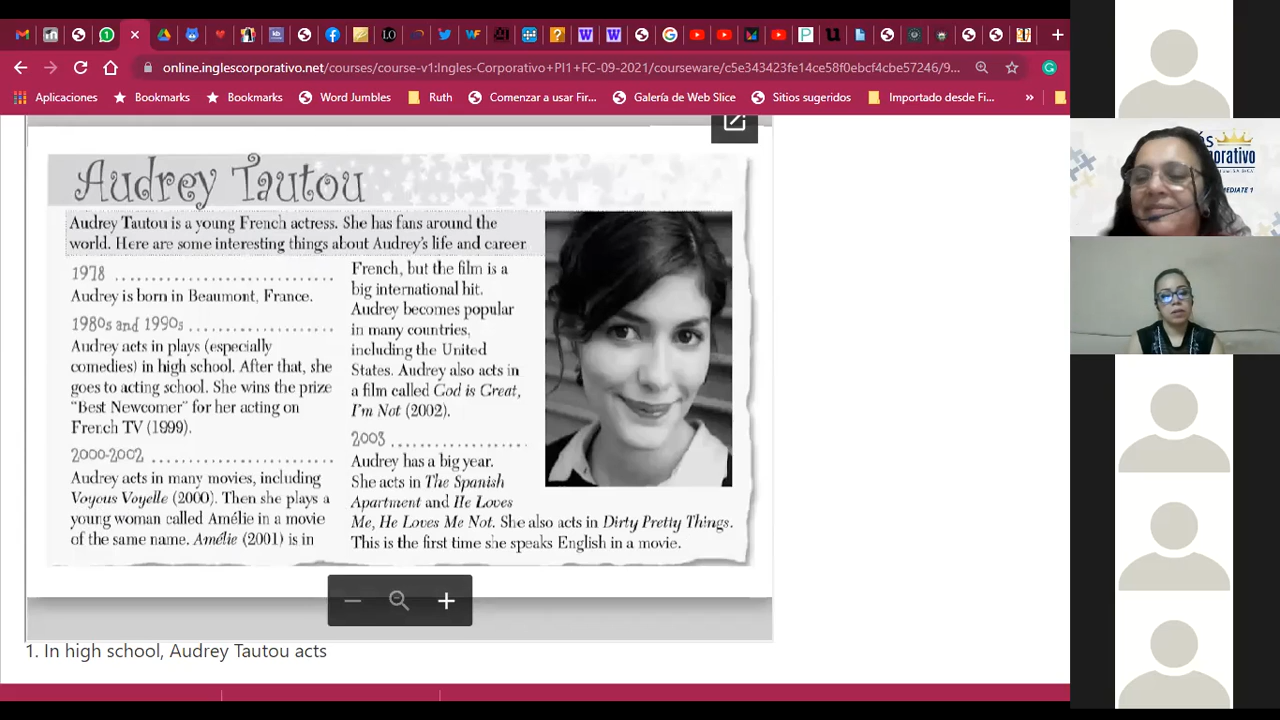 online.inglescorporativo.net/courses/course-v1:Ingles-Corporativo+PI1+FC-09-2021/courseware/c5e343423fe14ce58f0ebcf4cbe57246/9...
Aplicaciones Bookmarks Bookmarks Word Jumbles Ruth Comenzar a usar Fir... Galería de Web Slice Sitios sugeridos Importado desde Fi... »
Audrey Tautou
Audrey Tautou is a young French actress. She has fans around the
world. Here are some interesting things about Audrey's life and career
1978
Audrey is born in Beaumont, France.
1980s and 1990s
Audrey acts in plays (especially
comedies) in high school. After that, she
goes to acting school. She wins the prize
"Best Newcomer" for her acting on
French TV (1999).
2000-2002
Audrey acts in many movies, including
Voyous Voyelle (2000). Then she plays a
young woman called Amélie in a movie
of the same name. Amélie (2001) is in
French, but the film is a
big international hit.
Audrey becomes popular
in many countries,
including the United
States. Audrey also acts in
a film called God is Great,
I'm Not (2002).
2003
Audrey has a big year.
She acts in The Spanish
Apartment and He Loves
Me, He Loves Me Not. She also acts in Dirty Pretty Things.
This is the first time she speaks English in a movie.
1. In high school, Audrey Tautou acts